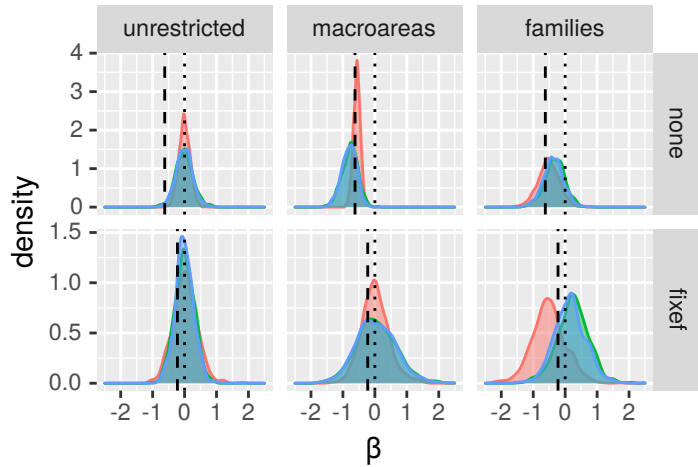 unrestricted macroareas families
4
3
2
1
0
none
density
1.5
1.0
0.5
0.0
fixef
-2 -1 0 1 2 -2 -1 0 1 2 -2 -1 0 1 2
β